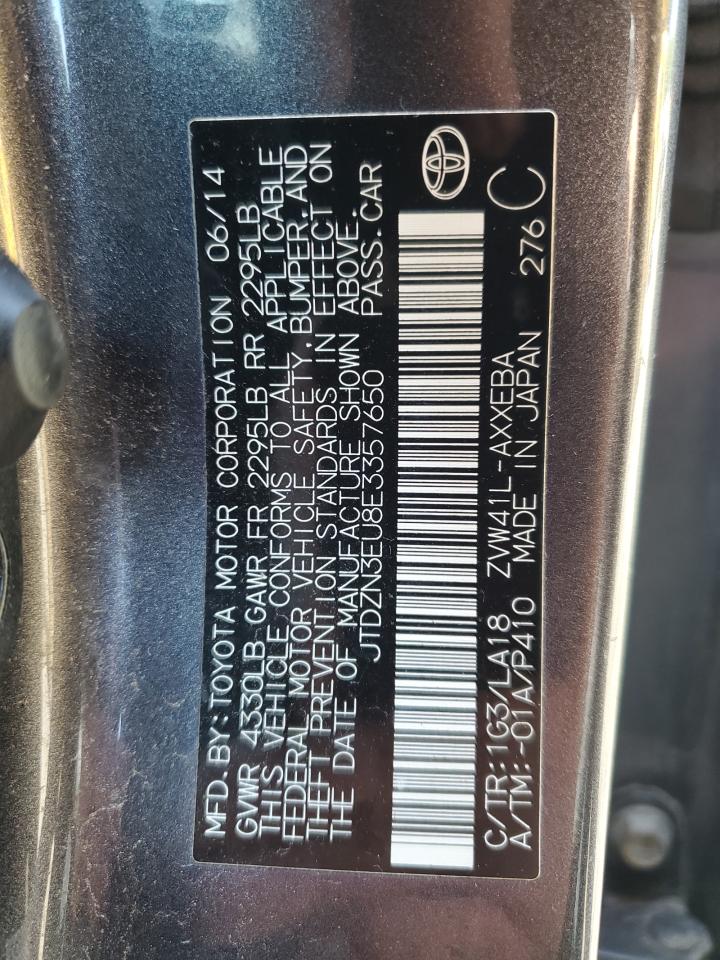 MFD. BY: TOYOTA MOTOR CORPORATION 06/14
GVWR 4330LB GAWR FR 2295LB RR 2295LB
THIS VEHICLE CONFORMS TO ALL APPLICABLE
FEDERAL MOTOR VEHICLE SAFETY, BUMPER, AND
THEFT PREVENTION STANDARDS IN EFFECT ON
THE DATE OF MANUFACTURE SHOWN ABOVE.
JTDZN3EU8E3357650 PASS. CAR
C/TR: 1G3/LA18 ZVW41L-AXXEBA
A/TM: -01A/P410 MADE IN JAPAN 276 C